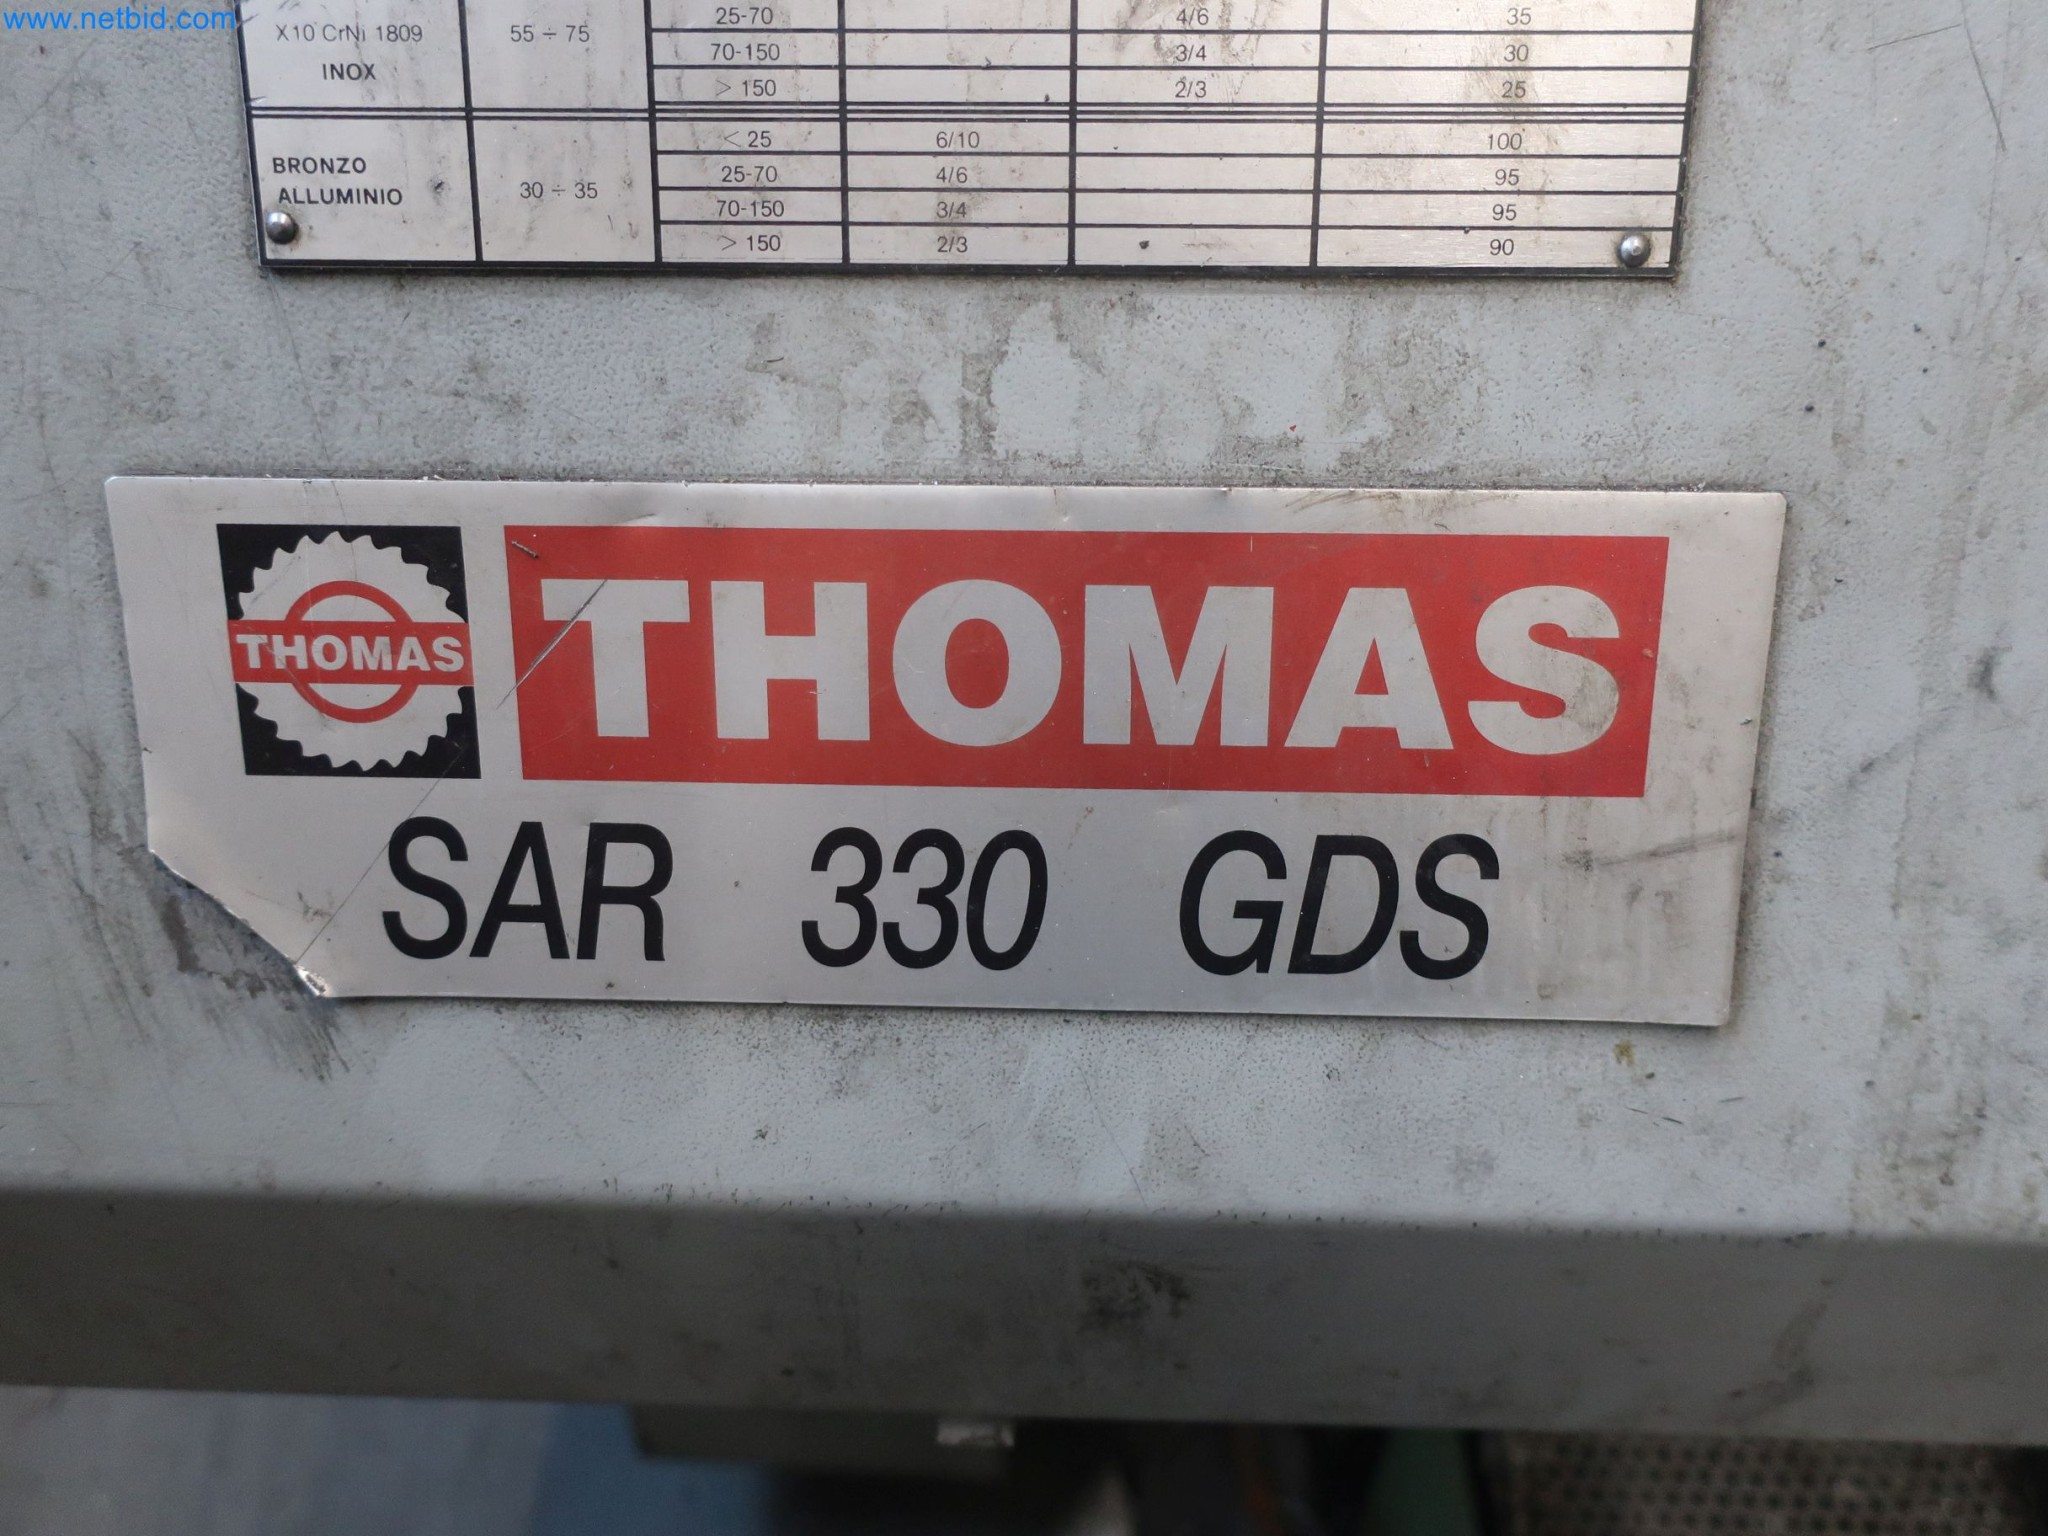 www.netbid.com
25-70 4/6 35
X10 CrNi 1809 55 ÷ 75
70-150 3/4 30
INOX
> 150 2/3 25
< 25 6/10 100
BRONZO
25-70 4/6 95
ALLUMINIO 30 ÷ 35
70-150 3/4 95
> 150 2/3 90
THOMAS
THOMAS
SAR 330 GDS